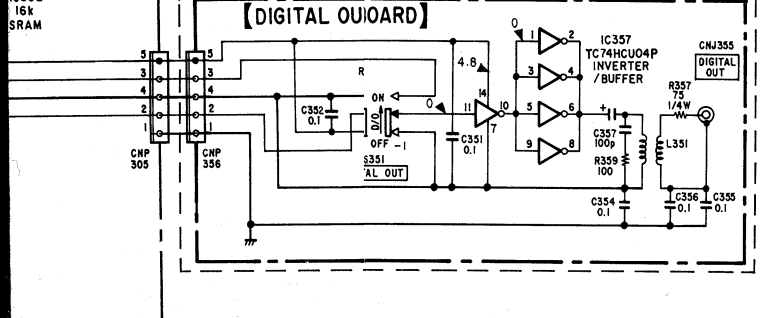 16k
SRAM
【DIGITAL OUIOARD】
5
3
4
2
1
CNP
305
5
3
4
2
1
CNP
356
R
ON
C352
0.1
D/O
OFF -1
S351
TAL OUT
0
4.8
14
11
10
7
C351
0.1
0
1
2
3
4
5
6
9
8
IC357
TC74HCU04P
INVERTER
/BUFFER
+
C357
100p
R359
100
C354
0.1
L351
R357
75
1/4W
CNJ355
DIGITAL
OUT
C356
0.1
C355
0.1